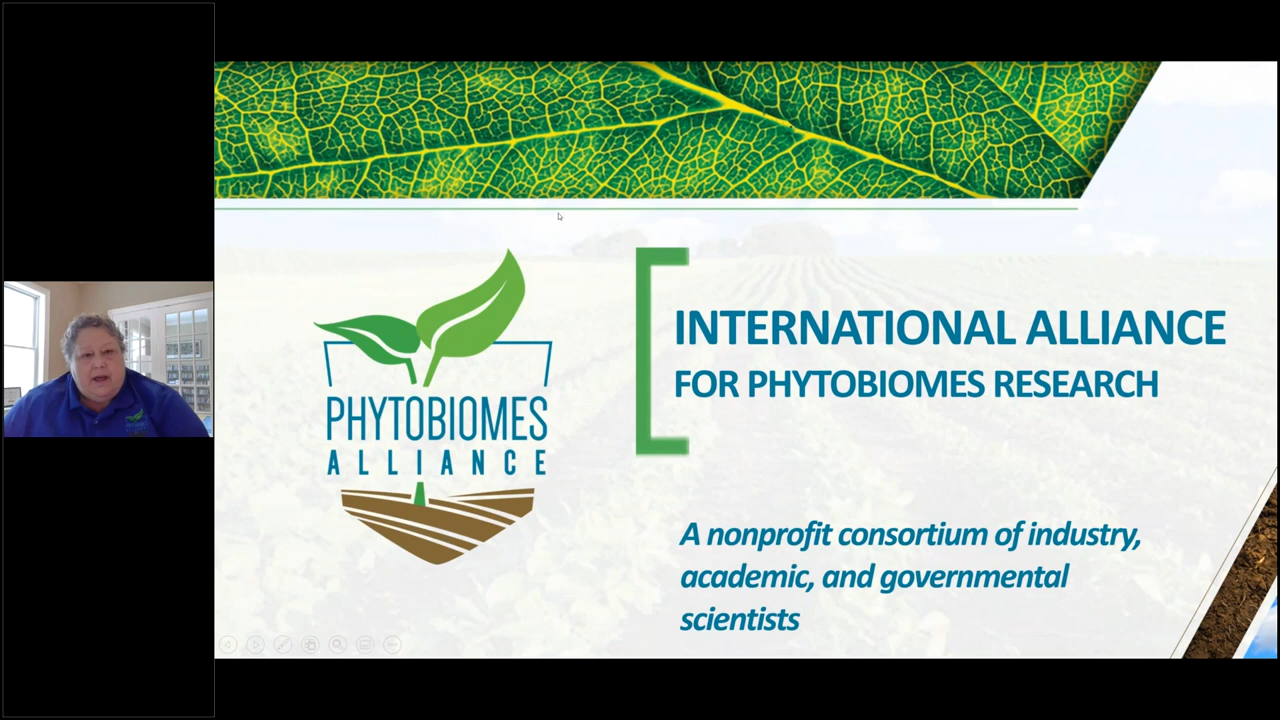 PHYTOBIOMES
ALLIANCE
INTERNATIONAL ALLIANCE
FOR PHYTOBIOMES RESEARCH
A nonprofit consortium of industry,
academic, and governmental
scientists